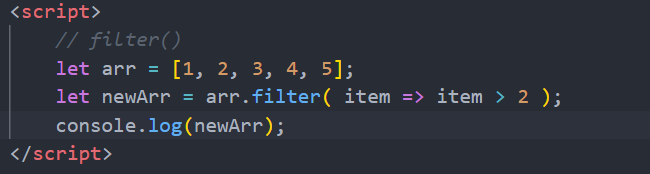 <script>
// filter()
let arr = [1, 2, 3, 4, 5];
let newArr = arr.filter( item => item > 2 );
console.log(newArr);
</script>